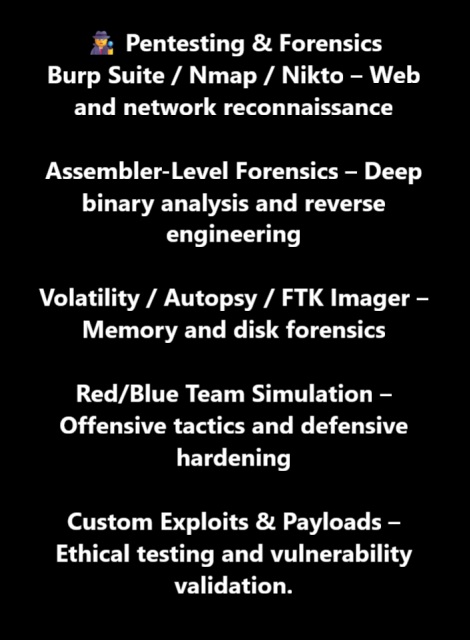 🕵️ Pentesting & Forensics
Burp Suite / Nmap / Nikto – Web
and network reconnaissance
Assembler-Level Forensics – Deep
binary analysis and reverse
engineering
Volatility / Autopsy / FTK Imager –
Memory and disk forensics
Red/Blue Team Simulation –
Offensive tactics and defensive
hardening
Custom Exploits & Payloads –
Ethical testing and vulnerability
validation.